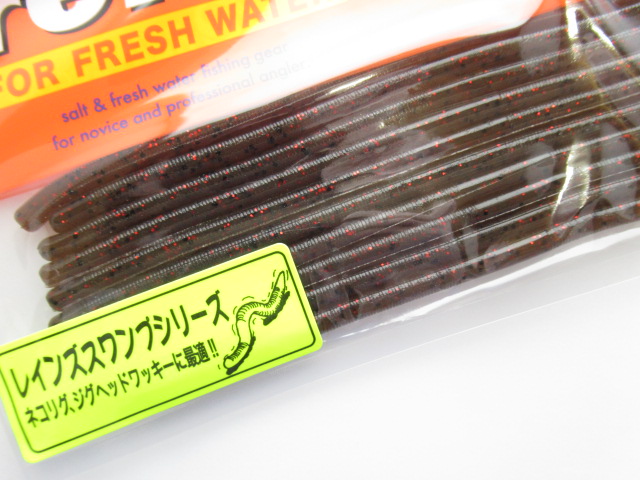 FOR FRESH WATER
salt & fresh water fishing gear
for novice and professional angler
レインズスワンプシリーズ
ネコリグ、ジグヘッドワッキーに最適!!